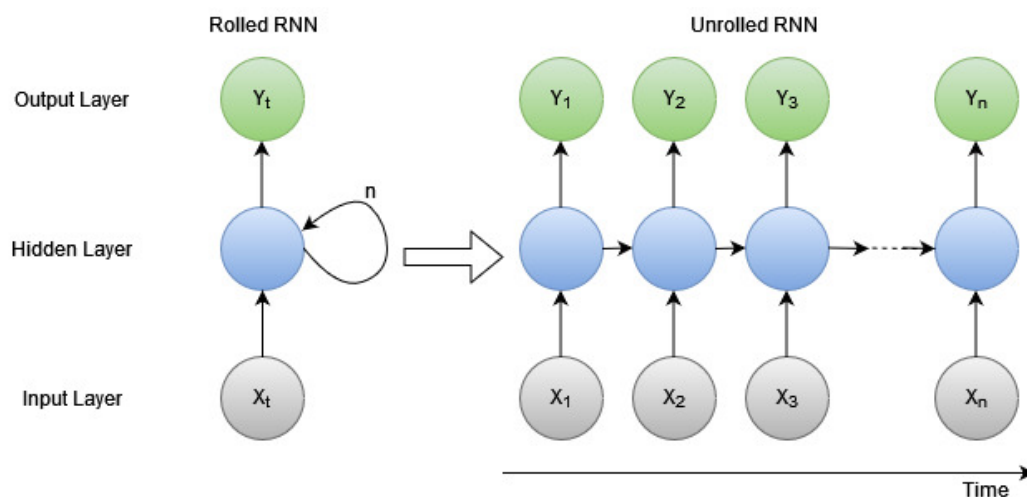 Rolled RNN
Unrolled RNN
Output Layer
Yₜ
Y₁
Y₂
Y₃
Yₙ
n
Hidden Layer
Input Layer
Xₜ
X₁
X₂
X₃
Xₙ
Time